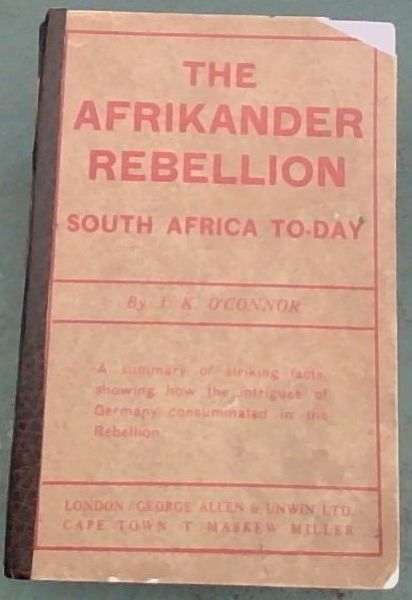 THE
AFRIKANDER
REBELLION
SOUTH AFRICA TO-DAY
By J. K. O'CONNOR
A summary of striking facts,
showing how the intrigues of
Germany consummated in the
Rebellion
LONDON: GEORGE ALLEN & UNWIN LTD.
CAPE TOWN T MASKEW MILLER